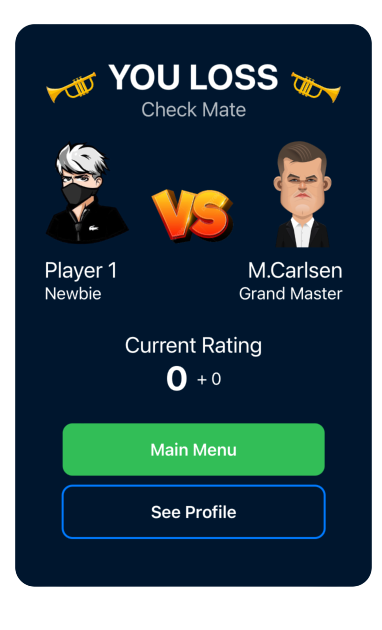 YOU LOSS
Check Mate
VS
Player 1
M.Carlsen
Newbie
Grand Master
Current Rating
0 + 0
Main Menu
See Profile